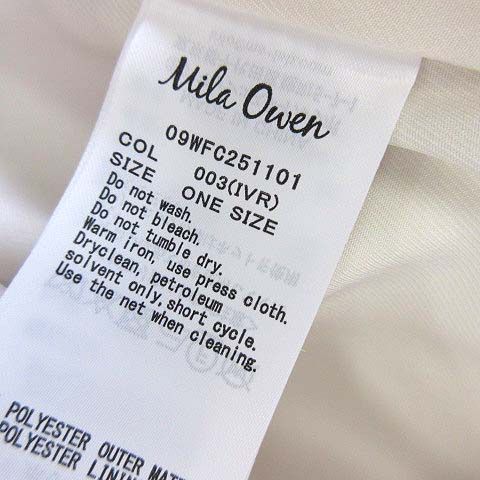 Mila Owen
09WFC251101
COL 003(IVR)
SIZE ONE SIZE
Do not wash.
Do not bleach.
Do not tumble dry.
Warm iron, use press cloth.
Dryclean, petroleum
solvent only, short cycle.
Use the net when cleaning.
POLYESTER OUTER
POLYESTER